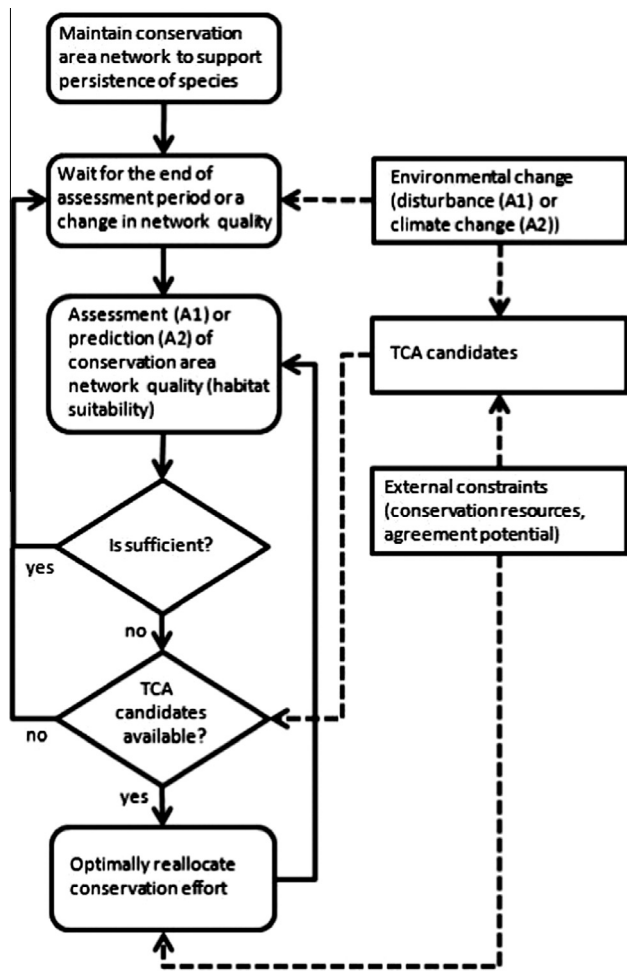 Maintain conservation
area network to support
persistence of species
Wait for the end of
assessment period or a
change in network quality
Environmental change
(disturbance (A1) or
climate change (A2))
Assessment (A1) or
prediction (A2) of
conservation area
network quality (habitat
suitability)
TCA candidates
External constraints
(conservation resources,
agreement potential)
Is sufficient?
yes
no
TCA
candidates
available?
no
yes
Optimally reallocate
conservation effort